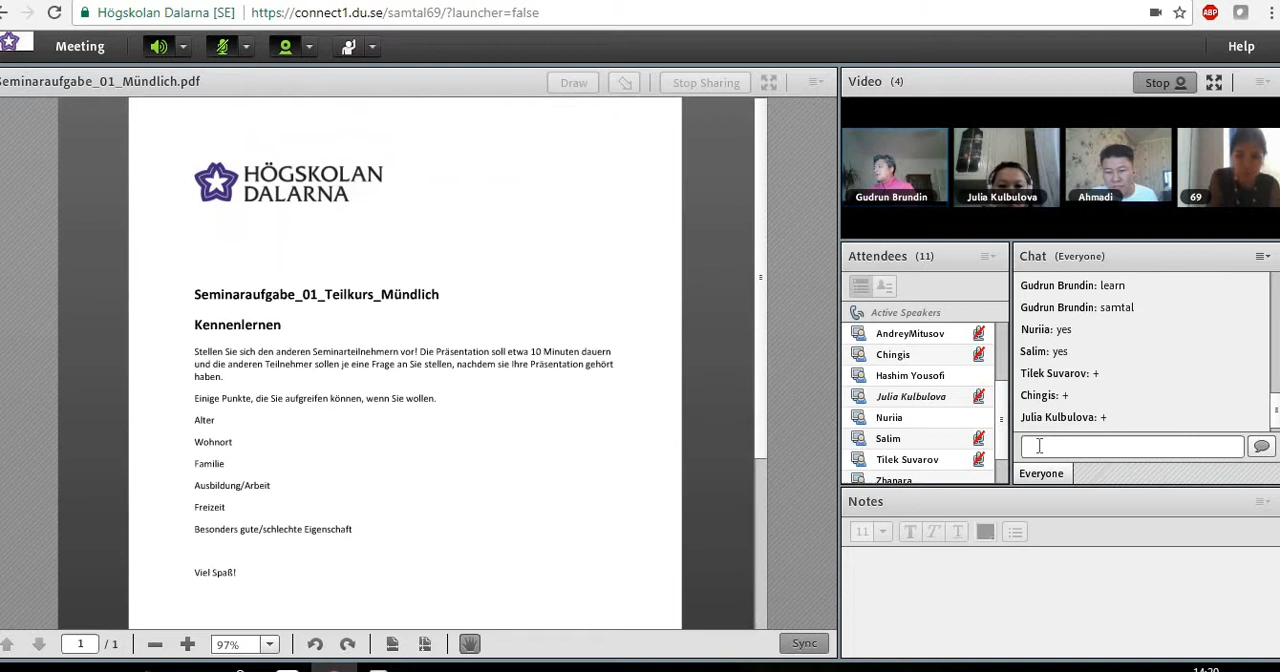 Högskolan Dalarna [SE] https://connect1.du.se/samtal69/?launcher=false
ABP
Meeting
Help
Seminaraufgabe_01_Mündlich.pdf
Draw
Stop Sharing
HÖGSKOLAN
DALARNA
Seminaraufgabe_01_Teilkurs_Mündlich
Kennenlernen
Stellen Sie sich den anderen Seminarteilnehmern vor! Die Präsentation soll etwa 10 Minuten dauern
und die anderen Teilnehmer sollen je eine Frage an Sie stellen, nachdem sie Ihre Präsentation gehört
haben.
Einige Punkte, die Sie aufgreifen können, wenn Sie wollen.
Alter
Wohnort
Familie
Ausbildung/Arbeit
Freizeit
Besonders gute/schlechte Eigenschaft
Viel Spaß!
1 / 1
97%
Sync
Video (4)
Stop
Gudrun Brundin
Julia Kulbulova
Ahmadi
69
Attendees (11)
Active Speakers
AndreyMitusov
Chingis
Hashim Yousofi
Julia Kulbulova
Nuriia
Salim
Tilek Suvarov
Zhanara
Chat (Everyone)
Gudrun Brundin: learn
Gudrun Brundin: samtal
Nuriia: yes
Salim: yes
Tilek Suvarov: +
Chingis: +
Julia Kulbulova: +
Everyone
Notes
11 T T T
14:20